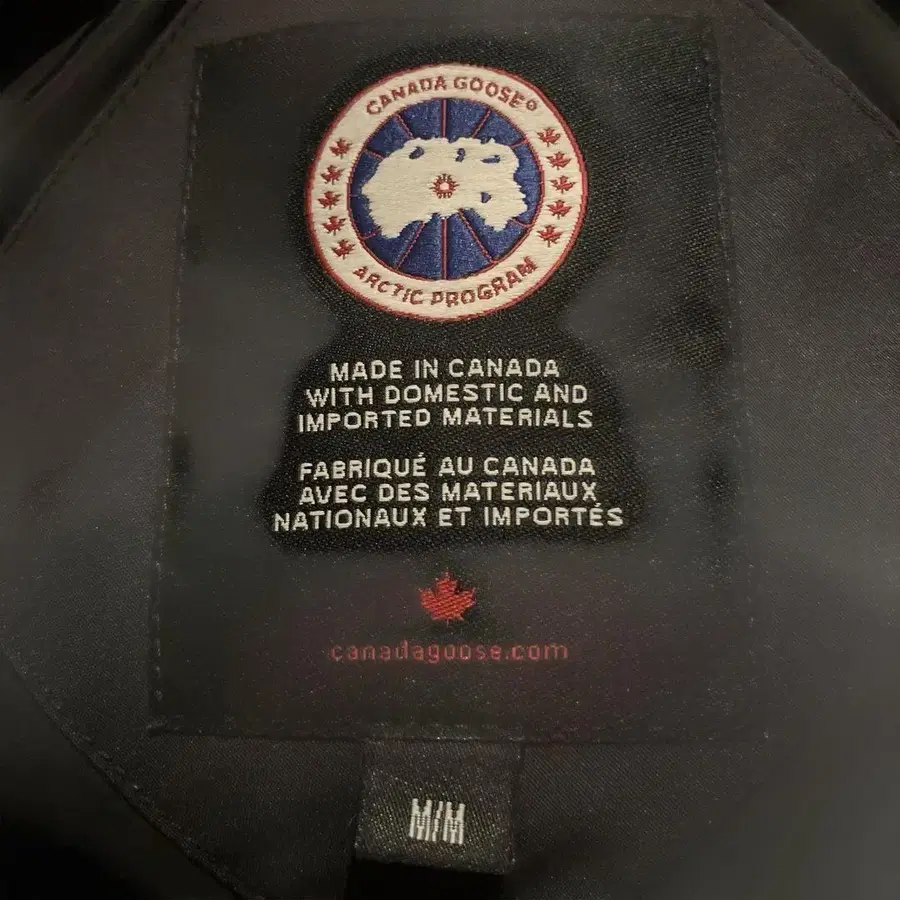 CANADA GOOSE®
ARCTIC PROGRAM
MADE IN CANADA
WITH DOMESTIC AND
IMPORTED MATERIALS
FABRIQUÉ AU CANADA
AVEC DES MATERIAUX
NATIONAUX ET IMPORTÉS
canadagoose.com
M/M